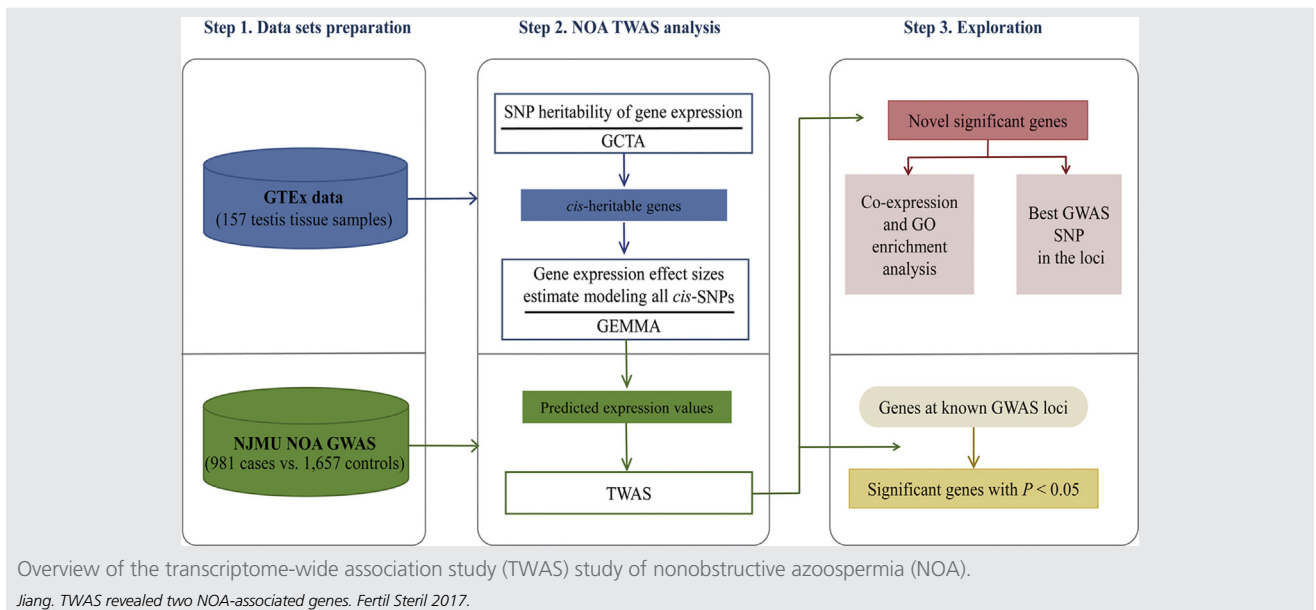 Step 1. Data sets preparation
Step 2. NOA TWAS analysis
Step 3. Exploration
GTEx data
(157 testis tissue samples)
NJMU NOA GWAS
(981 cases vs. 1,657 controls)
SNP heritability of gene expression
GCTA
cis-heritable genes
Gene expression effect sizes
estimate modeling all cis-SNPs
GEMMA
Predicted expression values
TWAS
Novel significant genes
Co-expression
and GO
enrichment
analysis
Best GWAS
SNP
in the loci
Genes at known GWAS loci
Significant genes with P < 0.05
Overview of the transcriptome-wide association study (TWAS) study of nonobstructive azoospermia (NOA).
Jiang. TWAS revealed two NOA-associated genes. Fertil Steril 2017.